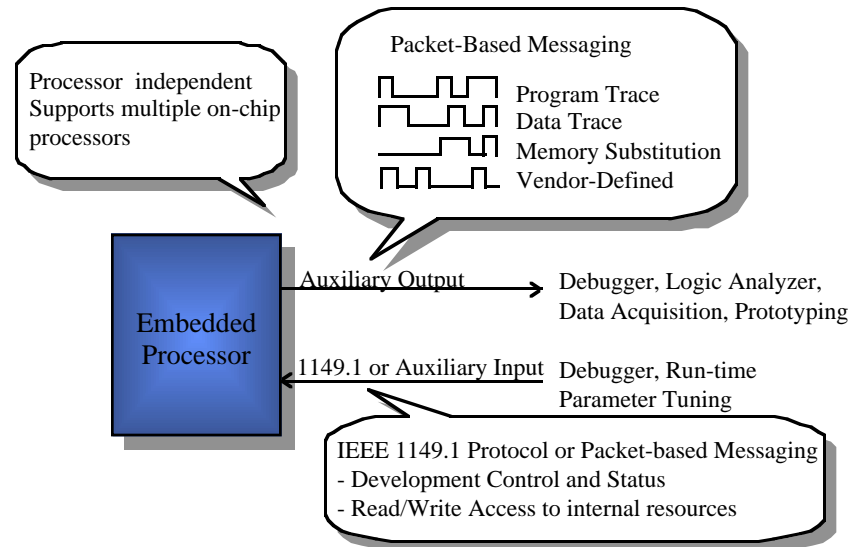 Packet-Based Messaging
Program Trace
Data Trace
Memory Substitution
Vendor-Defined
Processor independent
Supports multiple on-chip
processors
Auxiliary Output
Debugger, Logic Analyzer,
Data Acquisition, Prototyping
Embedded
Processor
1149.1 or Auxiliary Input
Debugger, Run-time
Parameter Tuning
IEEE 1149.1 Protocol or Packet-based Messaging
- Development Control and Status
- Read/Write Access to internal resources